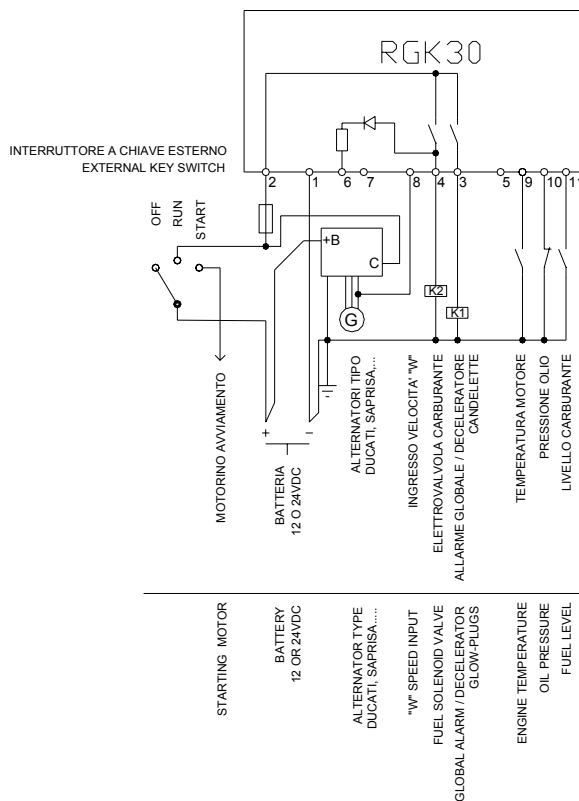 RGK30
INTERRUTTORE A CHIAVE ESTERNO
EXTERNAL KEY SWITCH
2 1 6 7 8 4 3 5 9 10 11
OFF
RUN
START
+B
C
G
K2
K1
+ −
MOTORINO AVVIAMENTO
BATTERIA
12 O 24VDC
ALTERNATORI TIPO
DUCATI, SAPRISA,...
INGRESSO VELOCITA' "W"
ELETTROVALVOLA CARBURANTE
ALLARME GLOBALE / DECELERATORE
CANDELETTE
TEMPERATURA MOTORE
PRESSIONE OLIO
LIVELLO CARBURANTE
STARTING MOTOR
BATTERY
12 OR 24VDC
ALTERNATOR TYPE
DUCATI, SAPRISA.....
"W" SPEED INPUT
FUEL SOLENOID VALVE
GLOBAL ALARM / DECELERATOR
GLOW-PLUGS
ENGINE TEMPERATURE
OIL PRESSURE
FUEL LEVEL